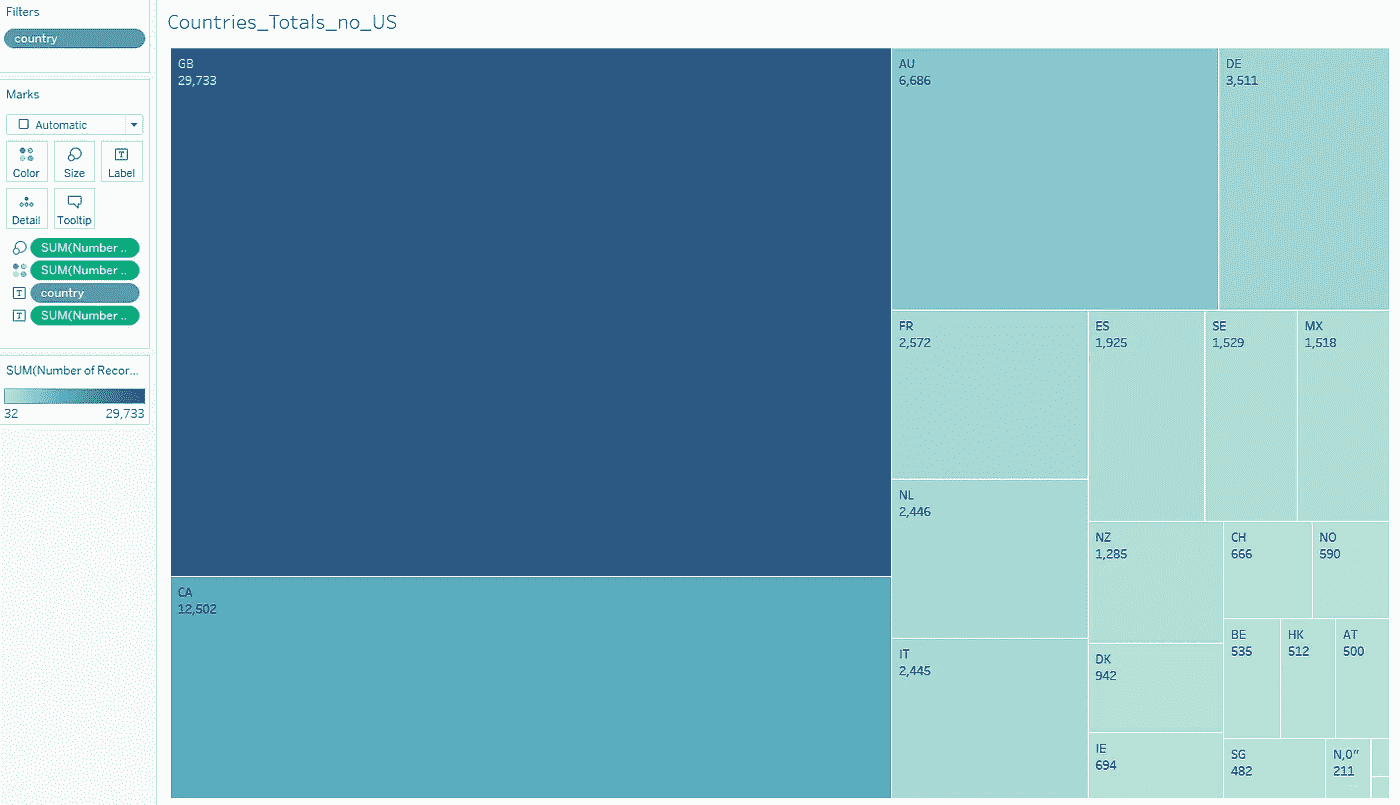 Filters
country
Marks
Automatic
Color
Size
Label
Detail
Tooltip
SUM(Number ..
SUM(Number ..
country
SUM(Number ..
SUM(Number of Recor...
32
29,733
Countries_Totals_no_US
GB
29,733
CA
12,502
AU
6,686
DE
3,511
FR
2,572
NL
2,446
IT
2,445
ES
1,925
SE
1,529
MX
1,518
NZ
1,285
DK
942
IE
694
CH
666
NO
590
BE
535
HK
512
AT
500
SG
482
N,0"
211